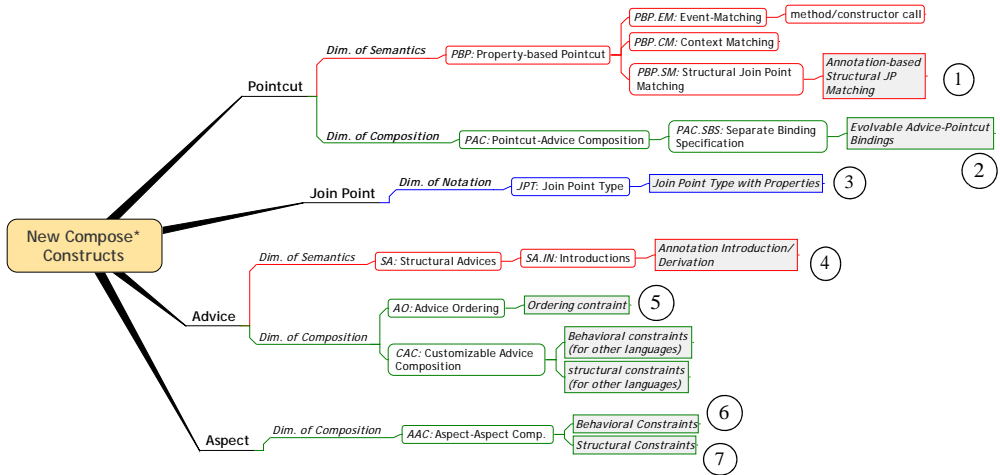 PBP.EM: Event-Matching
method/constructor call
Dim. of Semantics
PBP: Property-based Pointcut
PBP.CM: Context Matching
PBP.SM: Structural Join Point
Matching
Annotation-based
Structural JP
Matching
1
Pointcut
Dim. of Composition
PAC: Pointcut-Advice Composition
PAC.SBS: Separate Binding
Specification
Evolvable Advice-Pointcut
Bindings
2
Join Point
Dim. of Notation
JPT: Join Point Type
Join Point Type with Properties
3
New Compose*
Constructs
Dim. of Semantics
SA: Structural Advices
SA.IN: Introductions
Annotation Introduction/
Derivation
4
Advice
Dim. of Composition
AO: Advice Ordering
Ordering contraint
5
CAC: Customizable Advice
Composition
Behavioral constraints
(for other languages)
structural constraints
(for other languages)
Aspect
Dim. of Composition
AAC: Aspect-Aspect Comp.
Behavioral Constraints
6
Structural Constraints
7